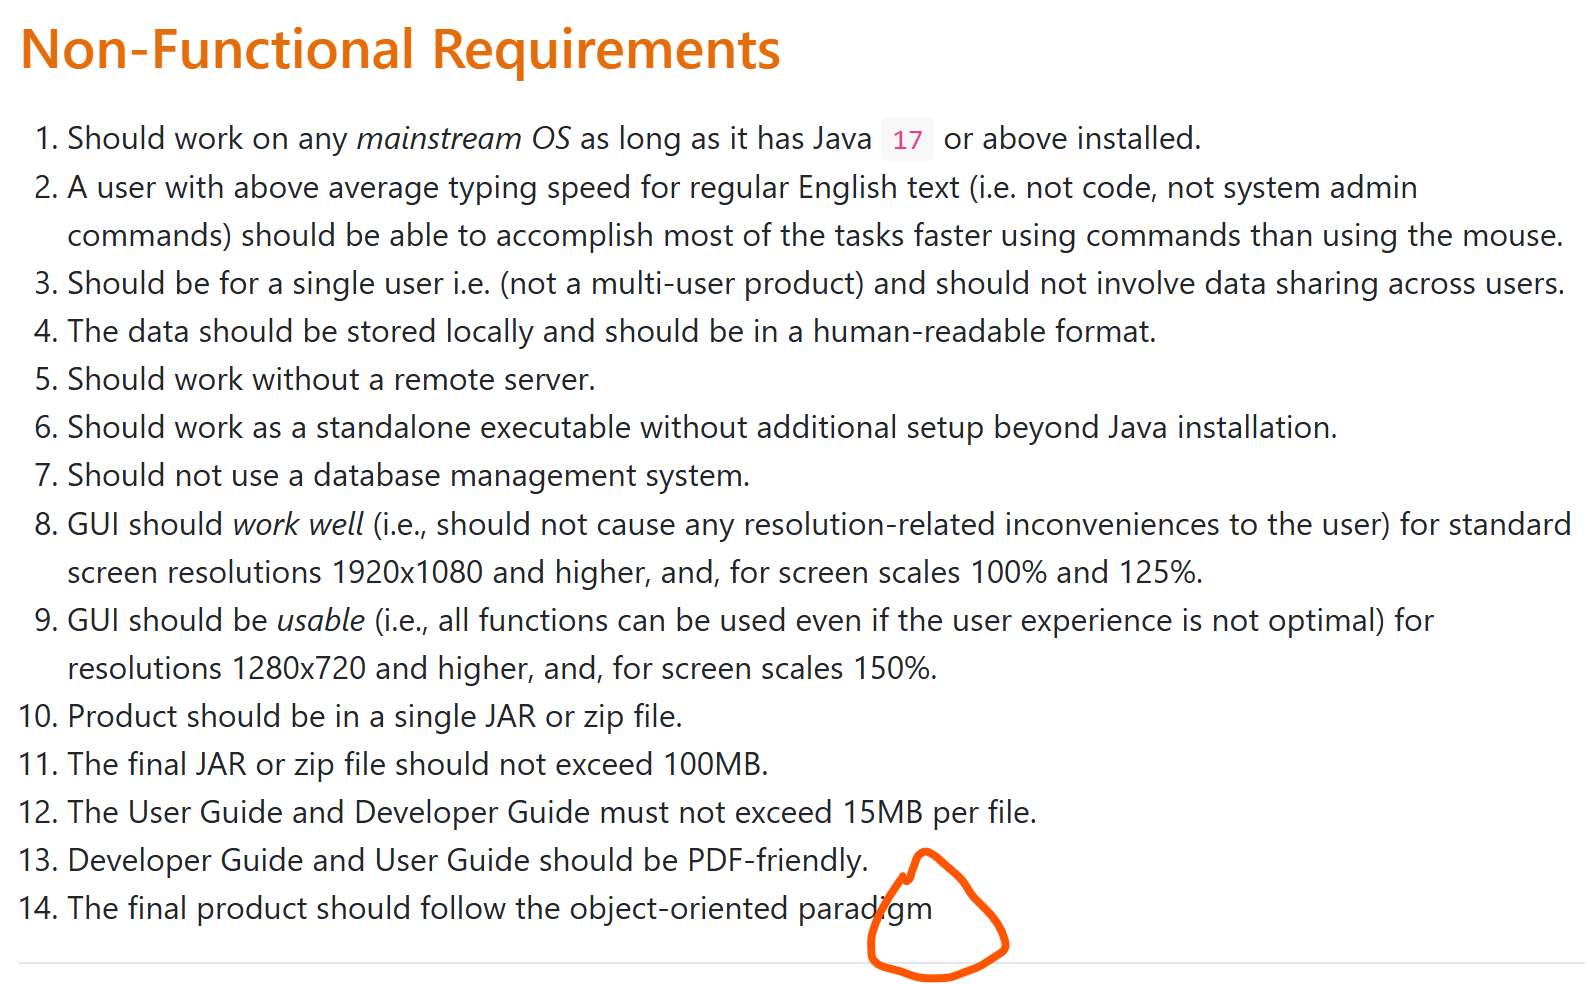 Non-Functional Requirements
1. Should work on any mainstream OS as long as it has Java 17 or above installed.
2. A user with above average typing speed for regular English text (i.e. not code, not system admin
commands) should be able to accomplish most of the tasks faster using commands than using the mouse.
3. Should be for a single user i.e. (not a multi-user product) and should not involve data sharing across users.
4. The data should be stored locally and should be in a human-readable format.
5. Should work without a remote server.
6. Should work as a standalone executable without additional setup beyond Java installation.
7. Should not use a database management system.
8. GUI should work well (i.e., should not cause any resolution-related inconveniences to the user) for standard
screen resolutions 1920x1080 and higher, and, for screen scales 100% and 125%.
9. GUI should be usable (i.e., all functions can be used even if the user experience is not optimal) for
resolutions 1280x720 and higher, and, for screen scales 150%.
10. Product should be in a single JAR or zip file.
11. The final JAR or zip file should not exceed 100MB.
12. The User Guide and Developer Guide must not exceed 15MB per file.
13. Developer Guide and User Guide should be PDF-friendly.
14. The final product should follow the object-oriented paradigm